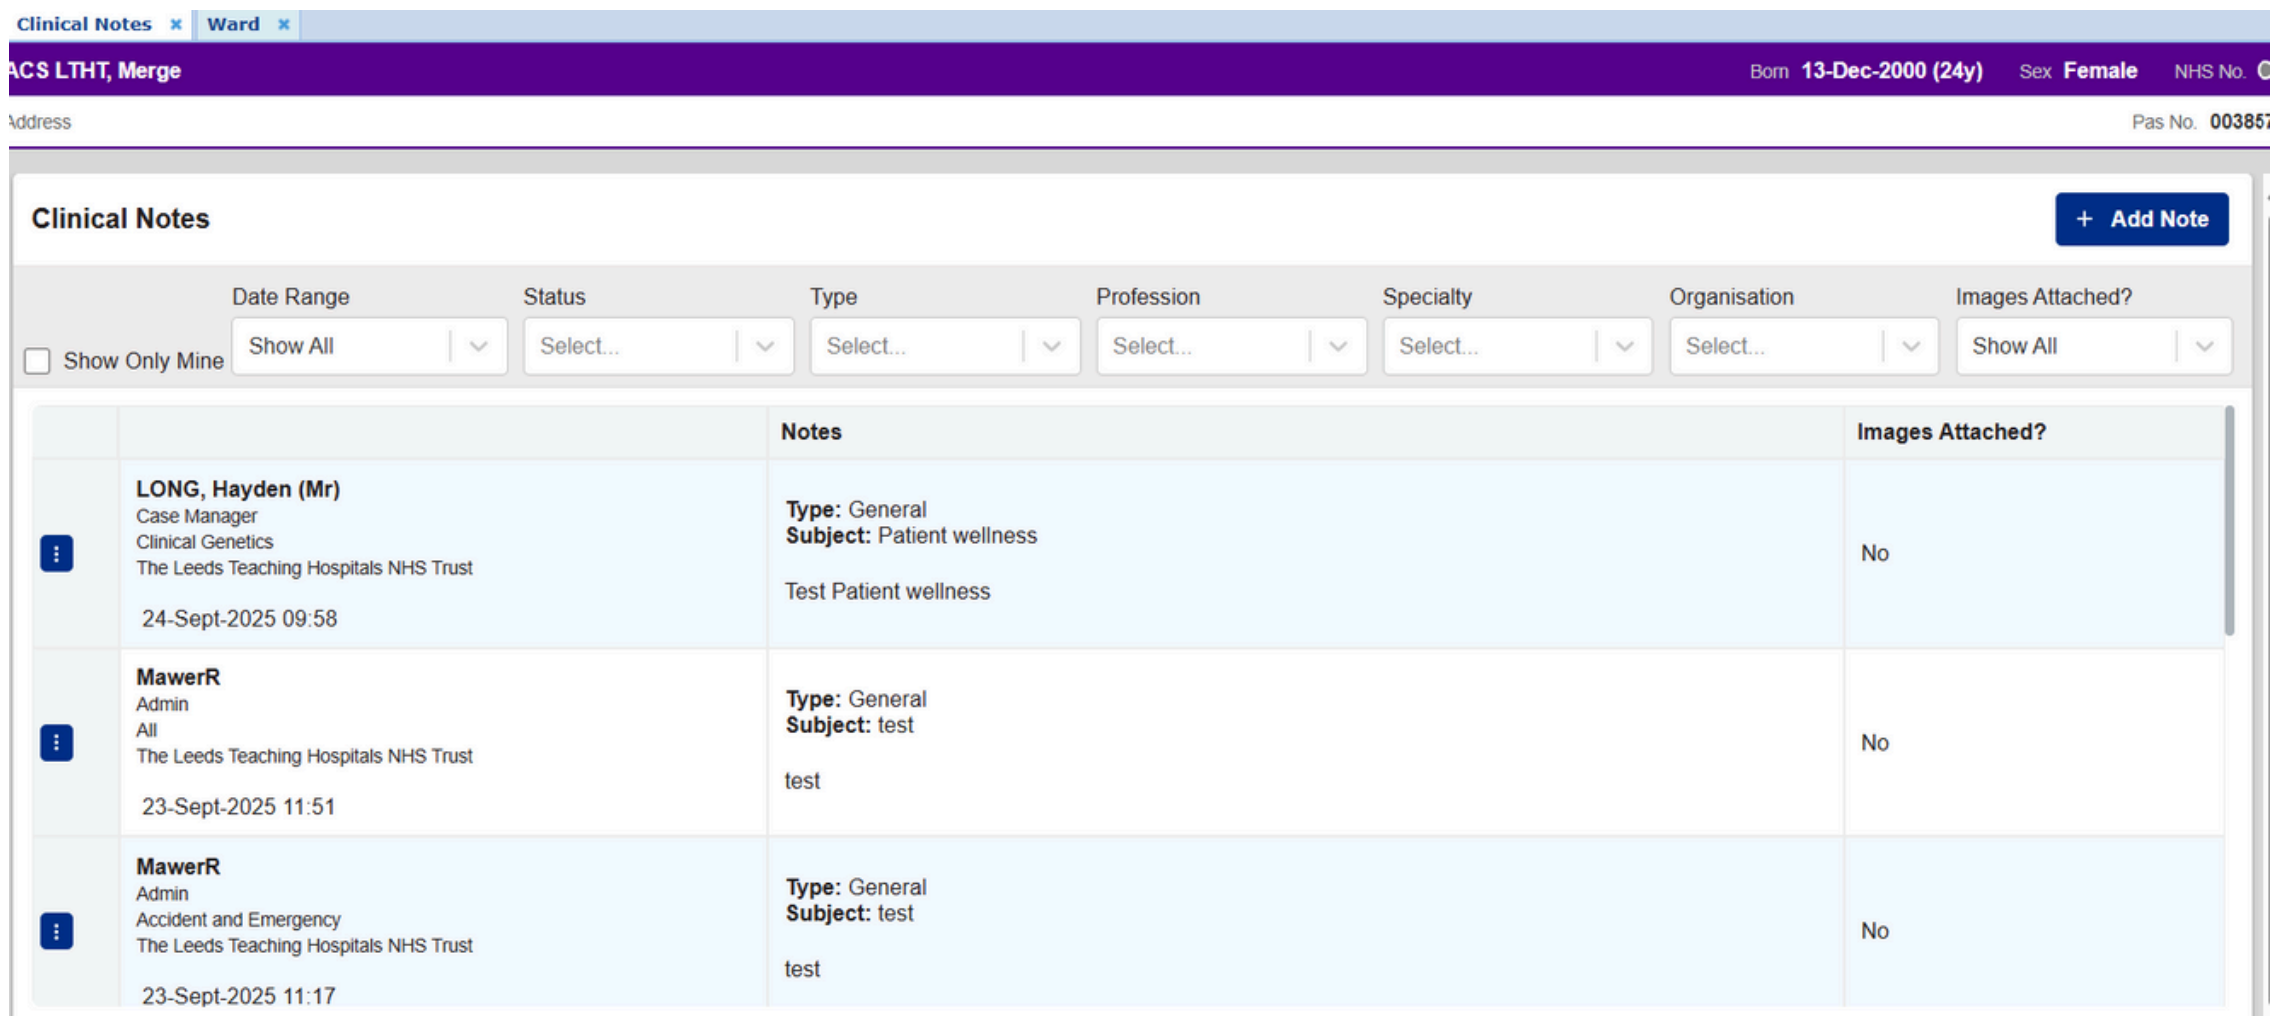 Clinical Notes Ward
ACS LTHT, Merge Born 13-Dec-2000 (24y) Sex Female NHS No.
Address Pas No. 003857
Clinical Notes + Add Note
Date Range Status Type Profession Specialty Organisation Images Attached?
Show Only Mine Show All Select... Select... Select... Select... Select... Show All
Notes Images Attached?
LONG, Hayden (Mr)
Case Manager
Clinical Genetics
The Leeds Teaching Hospitals NHS Trust
24-Sept-2025 09:58
Type: General
Subject: Patient wellness
Test Patient wellness
No
MawerR
Admin
All
The Leeds Teaching Hospitals NHS Trust
23-Sept-2025 11:51
Type: General
Subject: test
test
No
MawerR
Admin
Accident and Emergency
The Leeds Teaching Hospitals NHS Trust
23-Sept-2025 11:17
Type: General
Subject: test
test
No